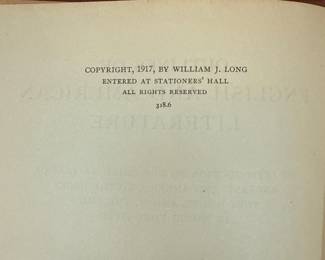 COPYRIGHT, 1917, BY WILLIAM J. LONG
ENTERED AT STATIONERS' HALL
ALL RIGHTS RESERVED
318.6